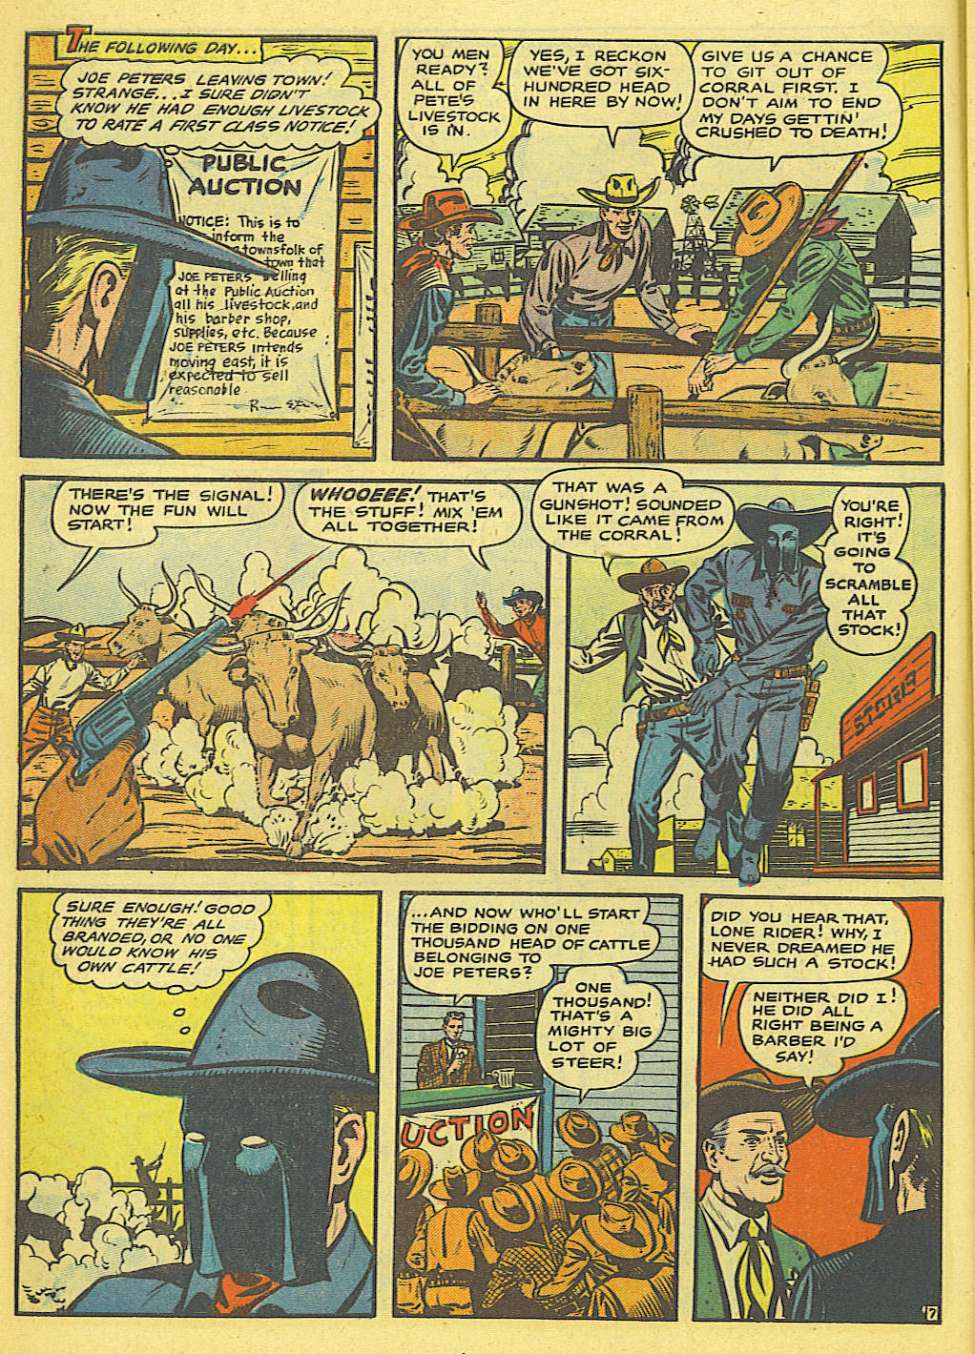 THE FOLLOWING DAY...
JOE PETERS LEAVING TOWN!
STRANGE...I SURE DIDN'T
KNOW HE HAD ENOUGH LIVESTOCK
TO RATE A FIRST CLASS NOTICE!
PUBLIC
AUCTION
NOTICE: This is to
inform the
townsfolk of
town that
JOE PETERS selling
at the Public Auction
all his livestock, and
his barber shop,
supplies, etc. Because
JOE PETERS intends
moving east, it is
expected to sell
reasonable
YOU MEN
READY?
ALL OF
PETE'S
LIVESTOCK
IS IN.
YES, I RECKON
WE'VE GOT SIX-
HUNDRED HEAD
IN HERE BY NOW!
GIVE US A CHANCE
TO GIT OUT OF
CORRAL FIRST. I
DON'T AIM TO END
MY DAYS GETTIN'
CRUSHED TO DEATH!
THERE'S THE SIGNAL!
NOW THE FUN WILL
START!
WHOOEEE! THAT'S
THE STUFF! MIX 'EM
ALL TOGETHER!
THAT WAS A
GUNSHOT! SOUNDED
LIKE IT CAME FROM
THE CORRAL!
YOU'RE
RIGHT!
IT'S
GOING
TO
SCRAMBLE
ALL
THAT
STOCK!
SURE ENOUGH! GOOD
THING THEY'RE ALL
BRANDED, OR NO ONE
WOULD KNOW HIS
OWN CATTLE!
...AND NOW WHO'LL START
THE BIDDING ON ONE
THOUSAND HEAD OF CATTLE
BELONGING TO
JOE PETERS?
ONE
THOUSAND!
THAT'S A
MIGHTY BIG
LOT OF
STEER!
UCTION
DID YOU HEAR THAT,
LONE RIDER! WHY, I
NEVER DREAMED HE
HAD SUCH A STOCK!
NEITHER DID I!
HE DID ALL
RIGHT BEING A
BARBER I'D
SAY!
7